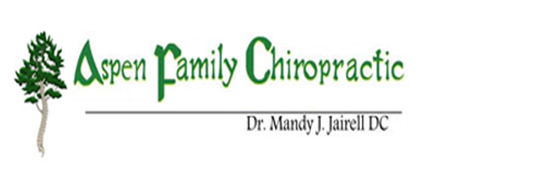 Aspen Family Chiropractic
Dr. Mandy J. Jairell DC